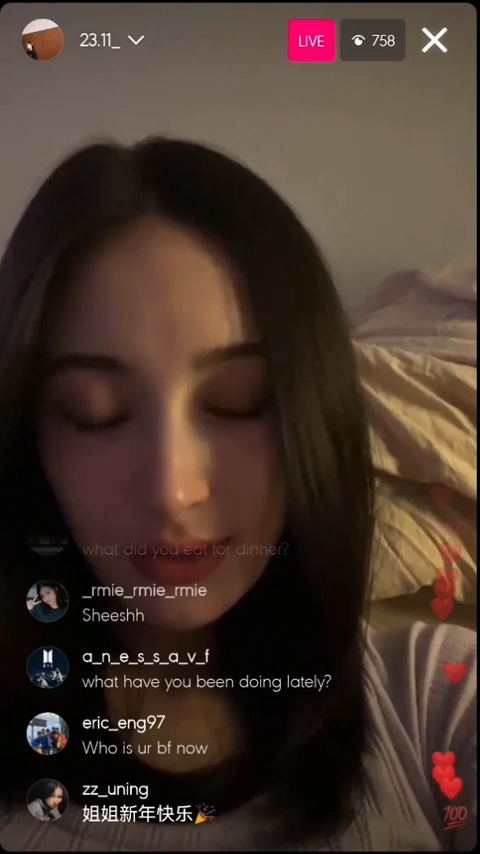 23.11_
LIVE
758
what did you eat for dinner?
_rmie_rmie_rmie
Sheeshh
a_n_e_s_s_a_v_f
what have you been doing lately?
eric_eng97
Who is ur bf now
zz_uning
姐姐新年快乐🎉
💯